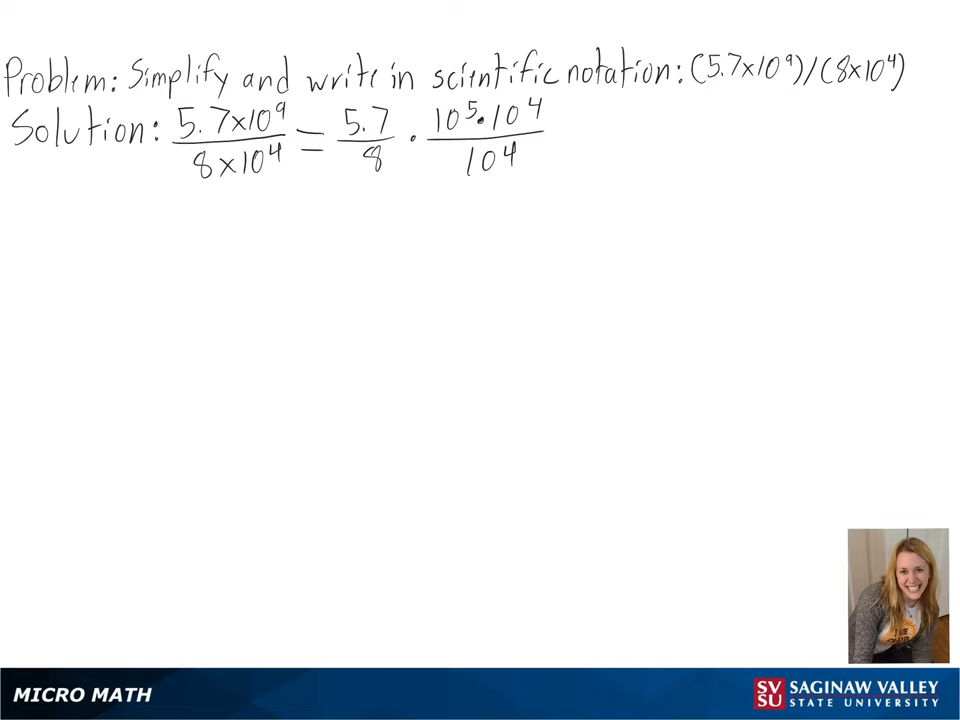 Problem: Simplify and write in scientific notation: (5.7×10⁹)/(8×10⁴)
Solution: 5.7×10⁹/8×10⁴ = 5.7/8 · 10⁵·10⁴/10⁴
MICRO MATH
SVSU SAGINAW VALLEY STATE UNIVERSITY